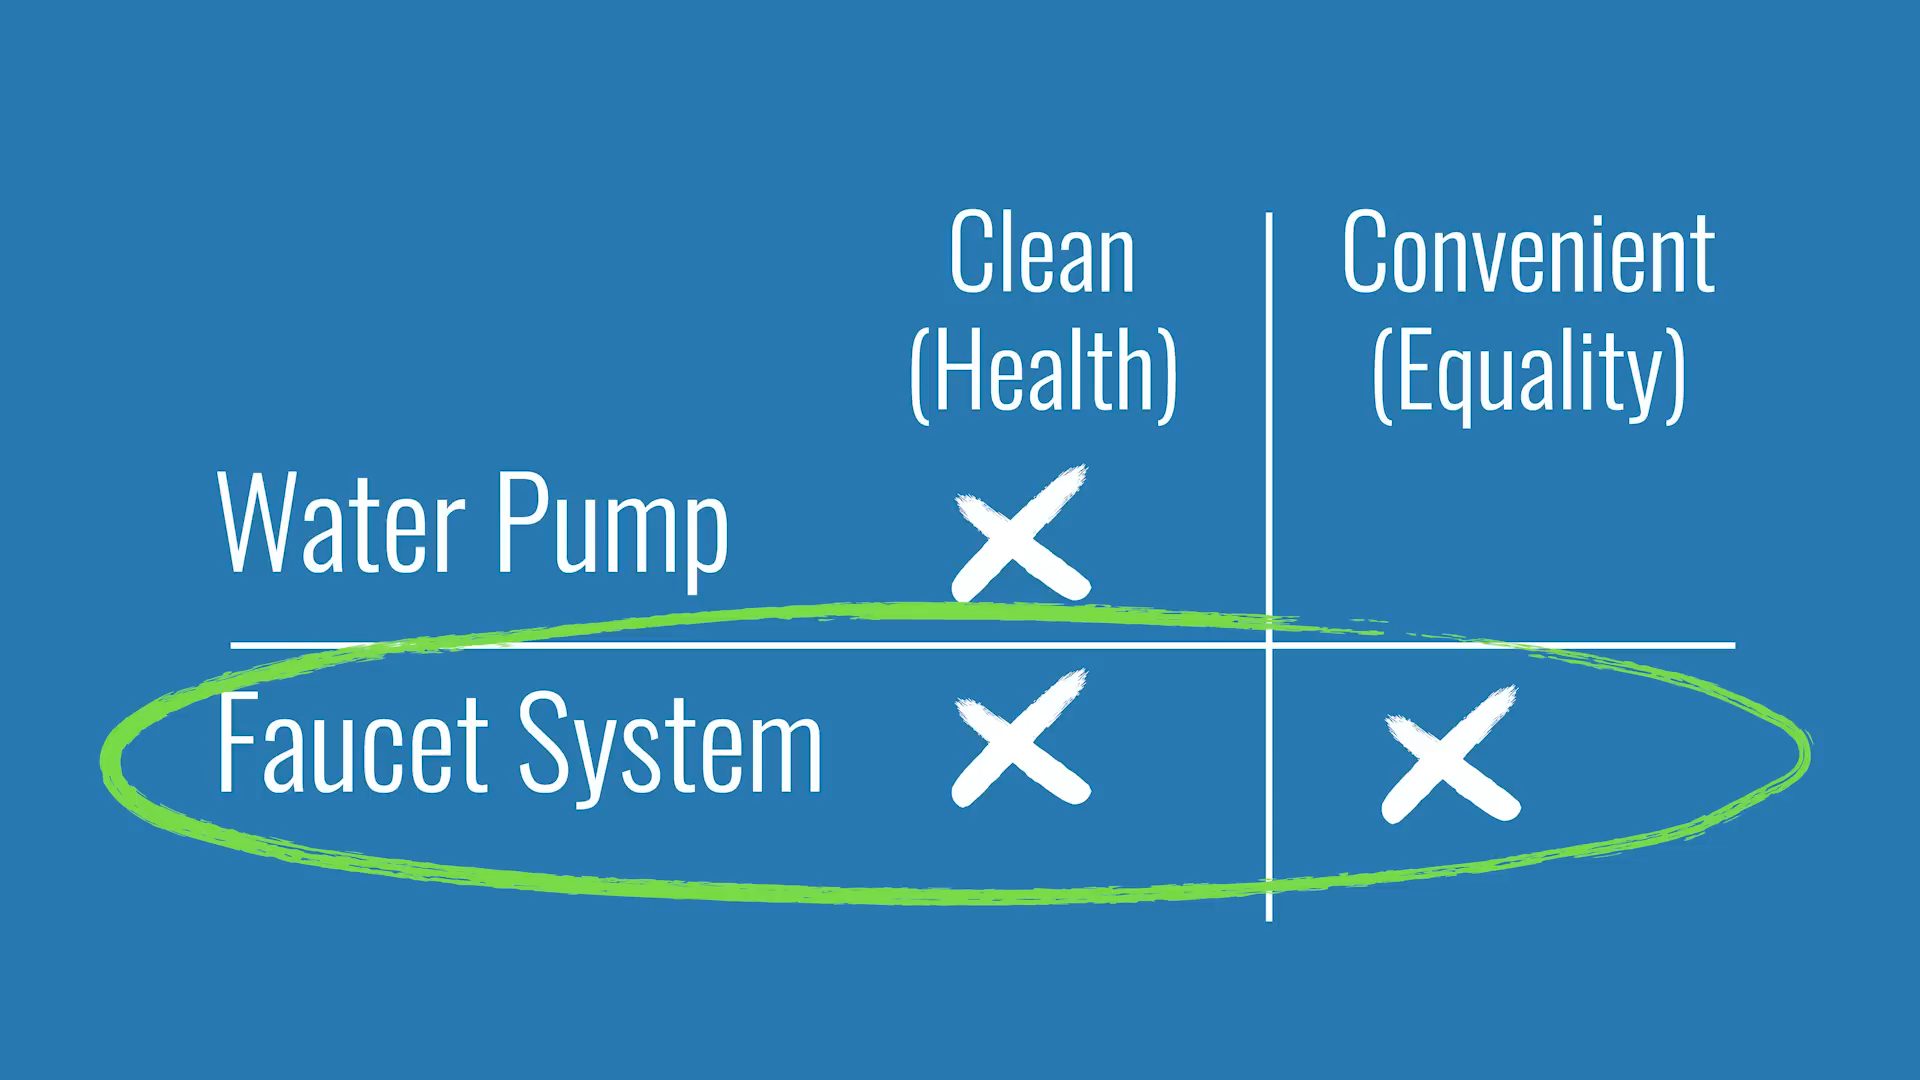 Clean
(Health)
Convenient
(Equality)
Water Pump
Faucet System